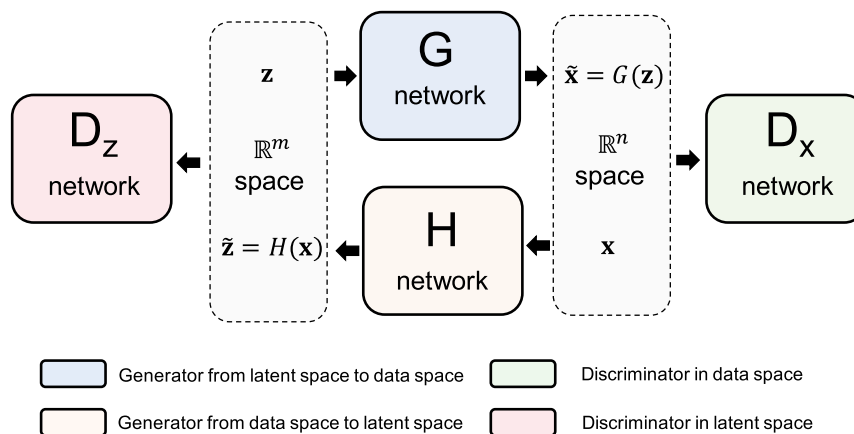 G
network
z
x̃ = G(z)
D_z
network
ℝ^m
space
ℝ^n
space
D_x
network
H
network
z̃ = H(x)
x
Generator from latent space to data space
Discriminator in data space
Generator from data space to latent space
Discriminator in latent space